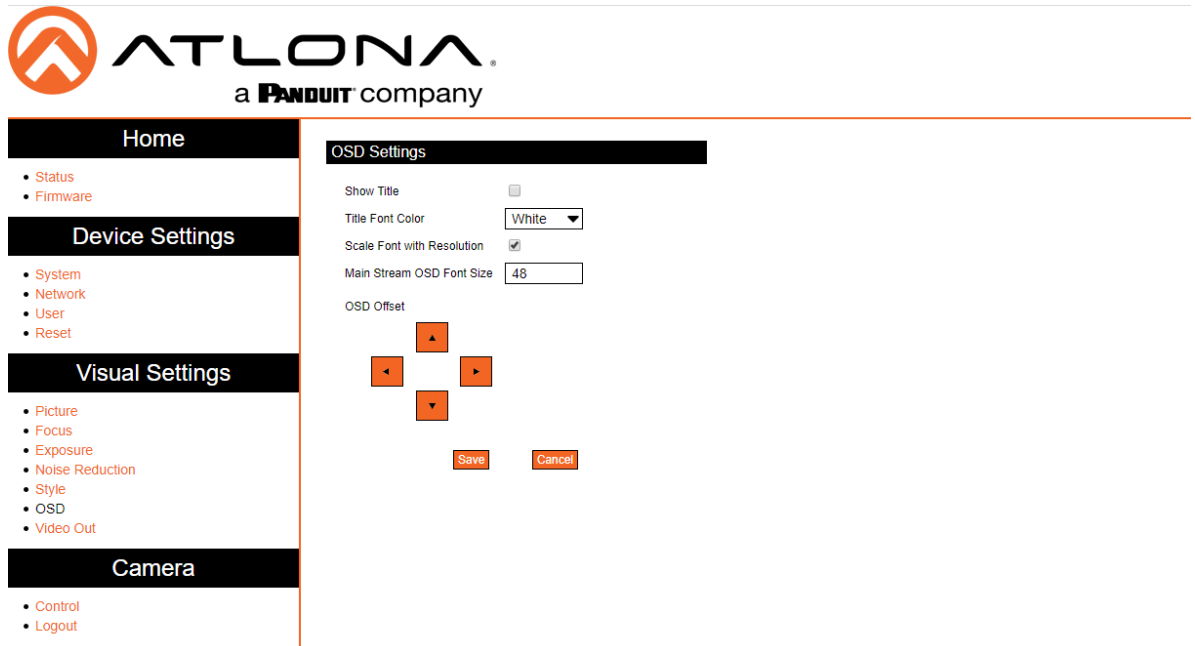 ATLONA®
a PANDUIT™ company
Home
Status
Firmware
Device Settings
System
Network
User
Reset
Visual Settings
Picture
Focus
Exposure
Noise Reduction
Style
OSD
Video Out
Camera
Control
Logout
OSD Settings
Show Title
Title Font Color White
Scale Font with Resolution
Main Stream OSD Font Size 48
OSD Offset
Save Cancel